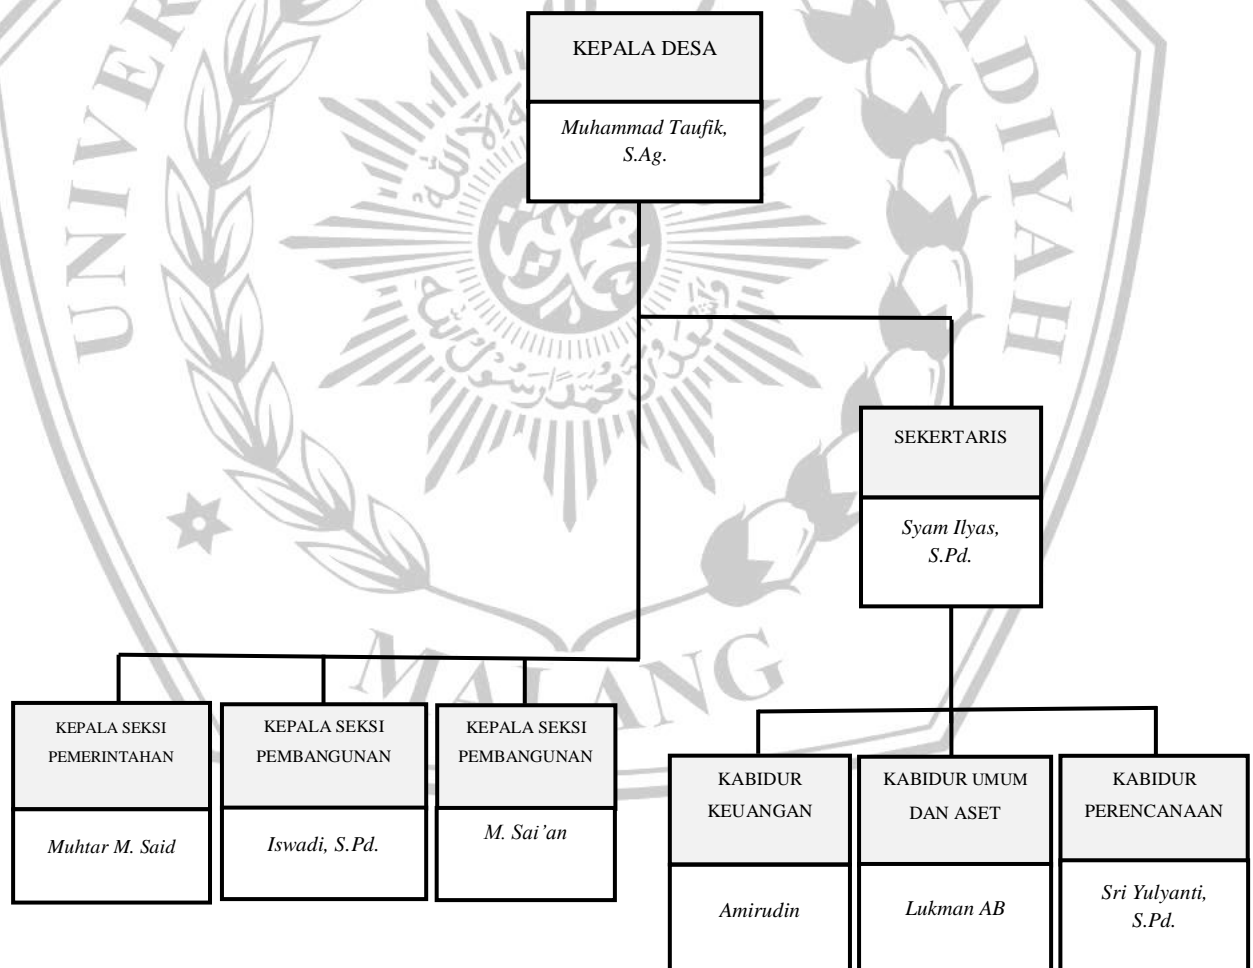 KEPALA DESA
Muhammad Taufik,
S.Ag.
SEKERTARIS
Syam Ilyas,
S.Pd.
KEPALA SEKSI
PEMERINTAHAN
Muhtar M. Said
KEPALA SEKSI
PEMBANGUNAN
Iswadi, S.Pd.
KEPALA SEKSI
PEMBANGUNAN
M. Sai’an
KABIDUR
KEUANGAN
Amirudin
KABIDUR UMUM
DAN ASET
Lukman AB
KABIDUR
PERENCANAAN
Sri Yulyanti,
S.Pd.
MALANG